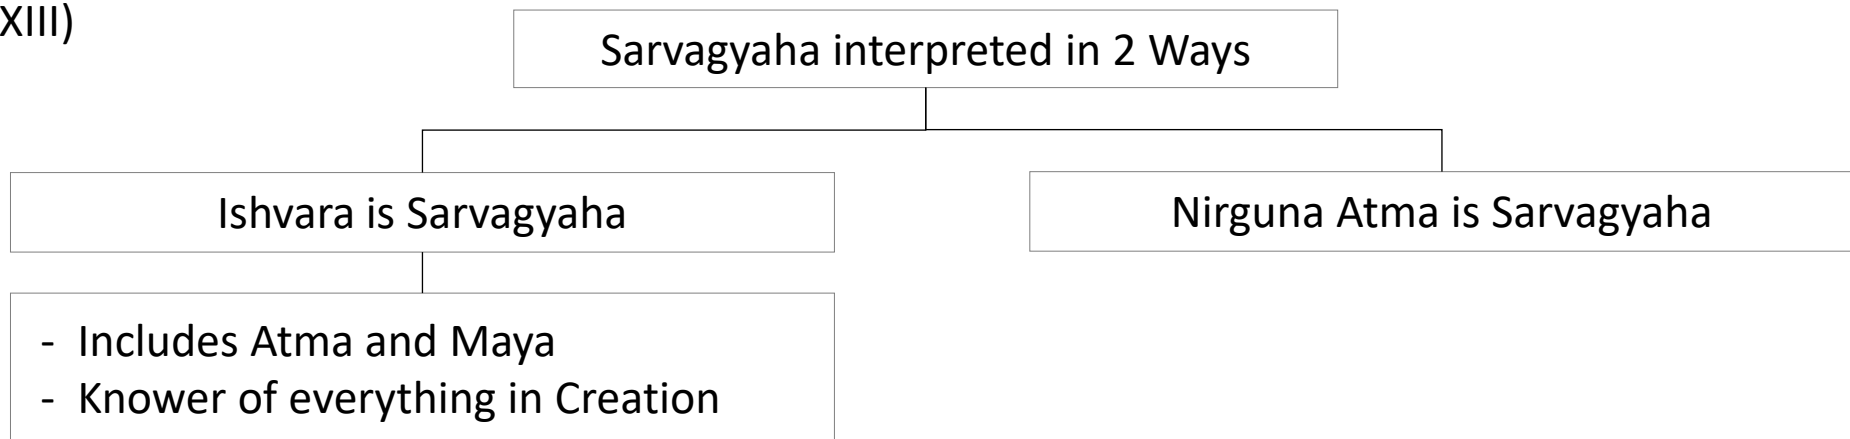 XIII)
Sarvagyaha interpreted in 2 Ways
Ishvara is Sarvagyaha
Nirguna Atma is Sarvagyaha
- Includes Atma and Maya
- Knower of everything in Creation